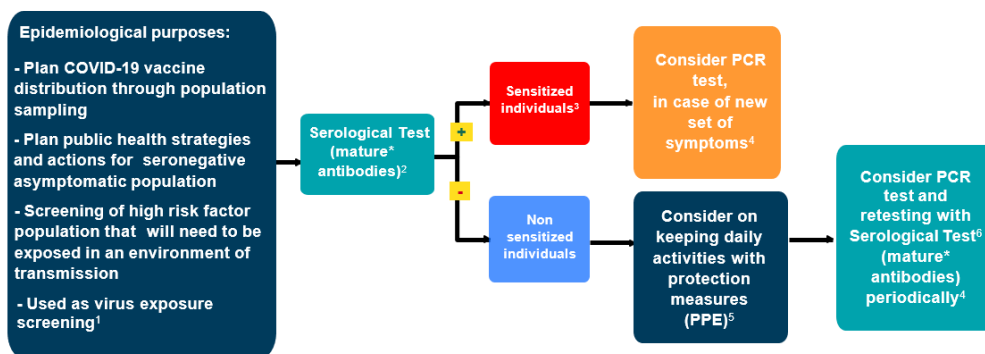 Epidemiological purposes:
- Plan COVID-19 vaccine
distribution through population
sampling
- Plan public health strategies
and actions for seronegative
asymptomatic population
- Screening of high risk factor
population that will need to be
exposed in an environment of
transmission
- Used as virus exposure
screening¹
Serological Test
(mature*
antibodies)²
+
-
Sensitized
individuals³
Consider PCR
test,
in case of new
set of
symptoms⁴
Non
sensitized
individuals
Consider on
keeping daily
activities with
protection
measures
(PPE)⁵
Consider PCR
test and
retesting with
Serological Test⁶
(mature*
antibodies)
periodically⁴